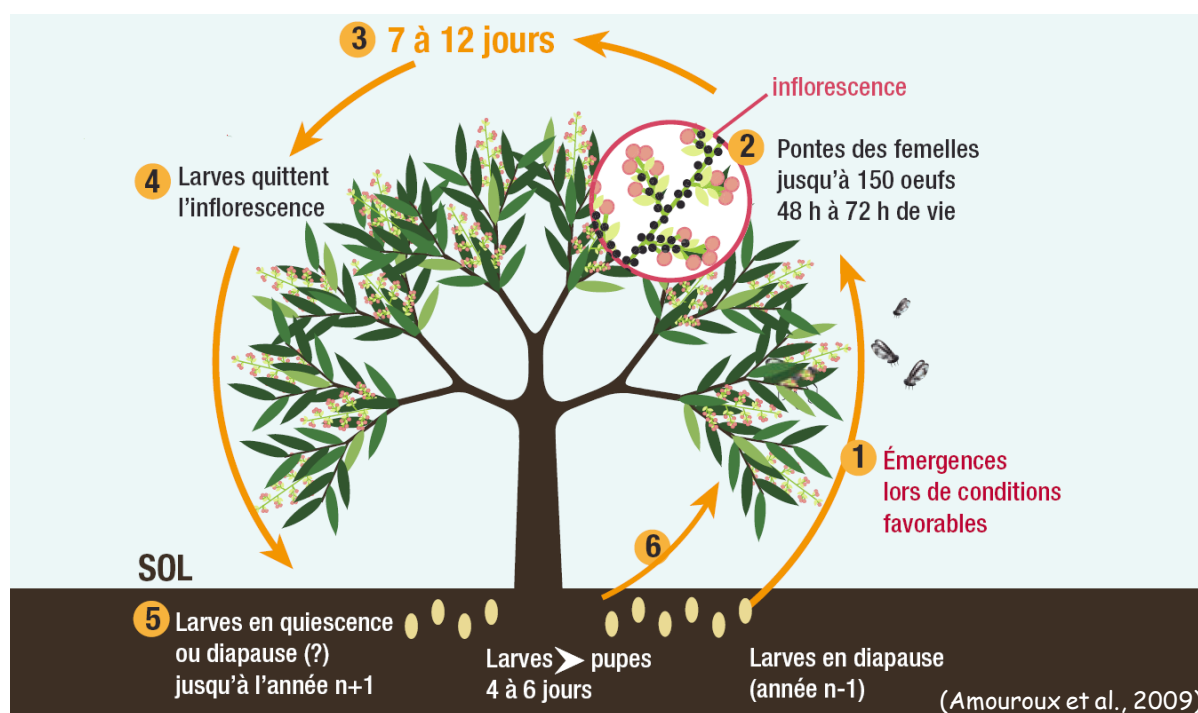 3 7 à 12 jours
inflorescence
2 Pontes des femelles
jusqu'à 150 oeufs
48 h à 72 h de vie
4 Larves quittent
l'inflorescence
1 Émergences
lors de conditions
favorables
6
SOL
5 Larves en quiescence
ou diapause (?)
jusqu'à l'année n+1
Larves ➤ pupes
4 à 6 jours
Larves en diapause
(année n-1)
(Amouroux et al., 2009)